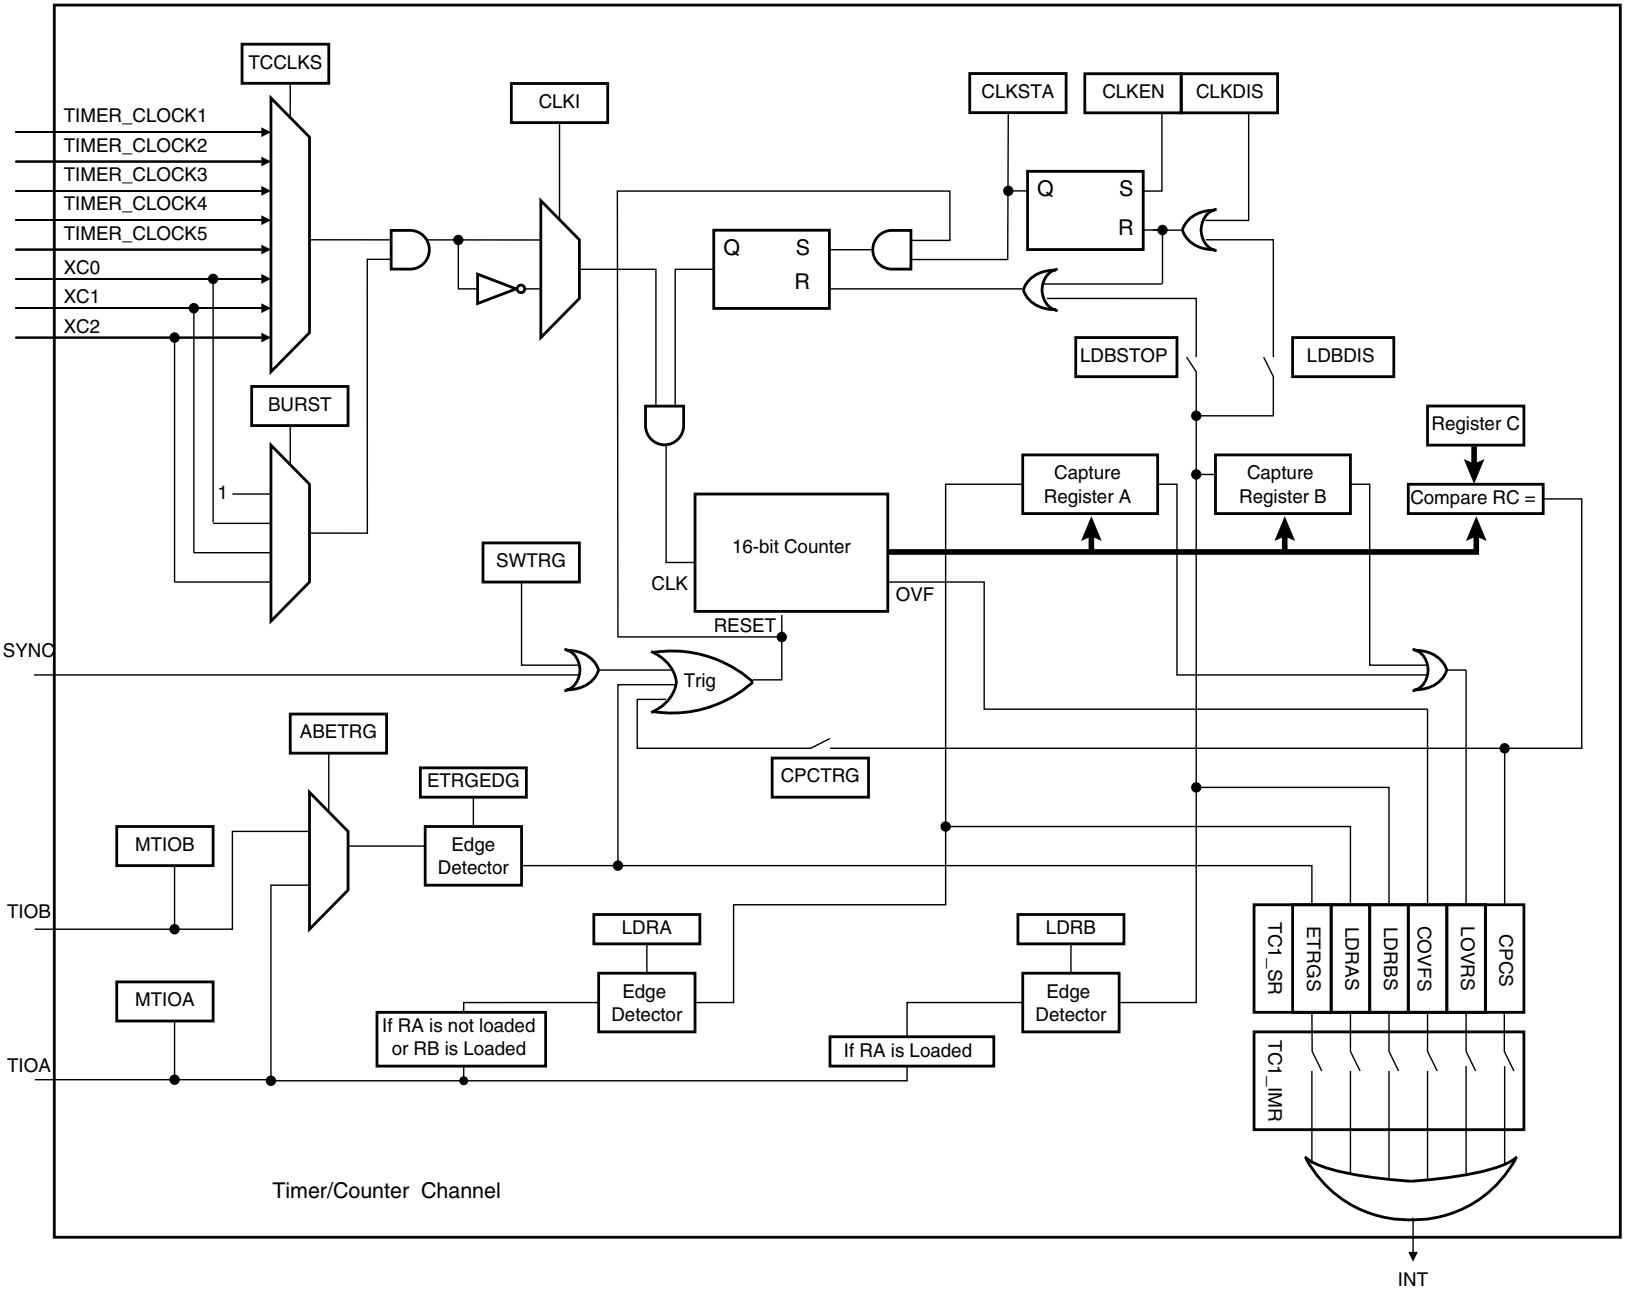 TCCLKS
TIMER_CLOCK1
TIMER_CLOCK2
TIMER_CLOCK3
TIMER_CLOCK4
TIMER_CLOCK5
XC0
XC1
XC2
CLKI
CLKSTA
CLKEN
CLKDIS
Q
S
R
Q
S
R
LDBSTOP
LDBDIS
BURST
1
Register C
Capture
Register A
Capture
Register B
Compare RC =
16-bit Counter
SWTRG
CLK
OVF
RESET
SYNC
Trig
ABETRG
ETRGEDG
CPCTRG
MTIOB
Edge
Detector
TIOB
LDRA
LDRB
MTIOA
Edge
Detector
Edge
Detector
If RA is not loaded
or RB is Loaded
If RA is Loaded
TIOA
TC1_SR
ETRGS
LDRAS
LDRBS
COVFS
LOVRS
CPCS
TC1_IMR
Timer/Counter Channel
INT